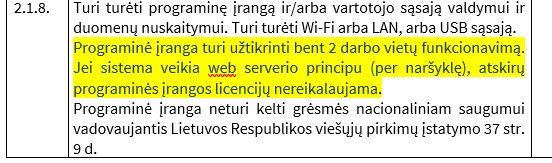 2.1.8. Turi turėti programinę įrangą ir/arba vartotojo sąsają valdymui ir
duomenų nuskaitymui. Turi turėti Wi-Fi arba LAN, arba USB sąsają.
Programinė įranga turi užtikrinti bent 2 darbo vietų funkcionavimą.
Jei sistema veikia web serverio principu (per naršyklę), atskirų
programinės įrangos licencijų nereikalaujama.
Programinė įranga neturi kelti grėsmės nacionaliniam saugumui
vadovaujantis Lietuvos Respublikos viešųjų pirkimų įstatymo 37 str.
9 d.